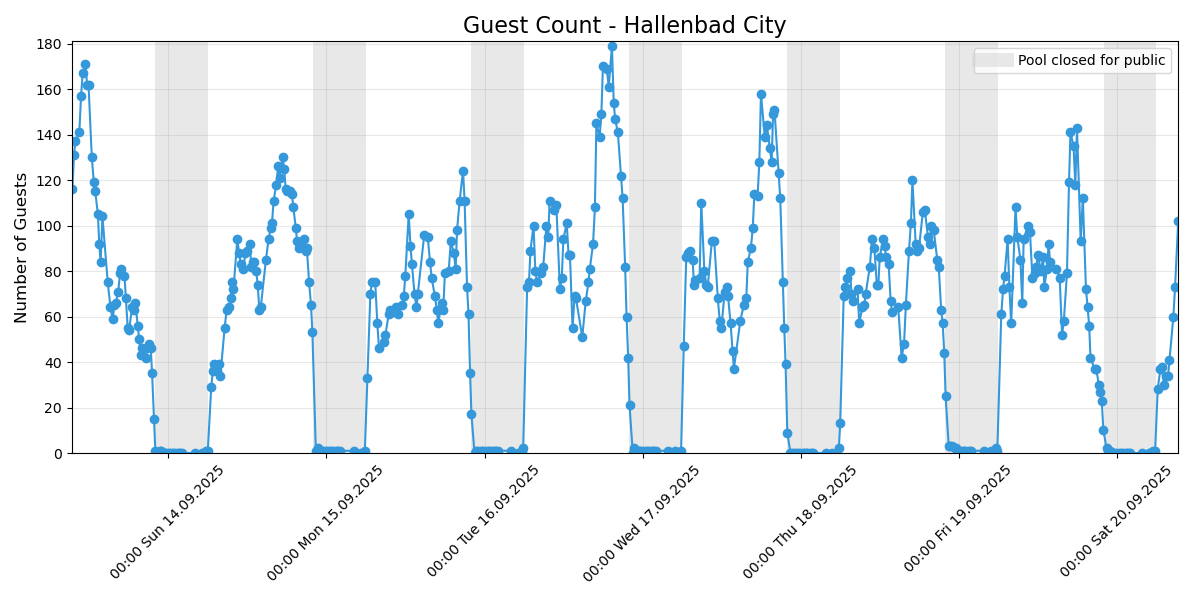 Guest Count - Hallenbad City
Pool closed for public
Number of Guests
180
160
140
120
100
80
60
40
20
0
00:00 Sun 14.09.2025
00:00 Mon 15.09.2025
00:00 Tue 16.09.2025
00:00 Wed 17.09.2025
00:00 Thu 18.09.2025
00:00 Fri 19.09.2025
00:00 Sat 20.09.2025